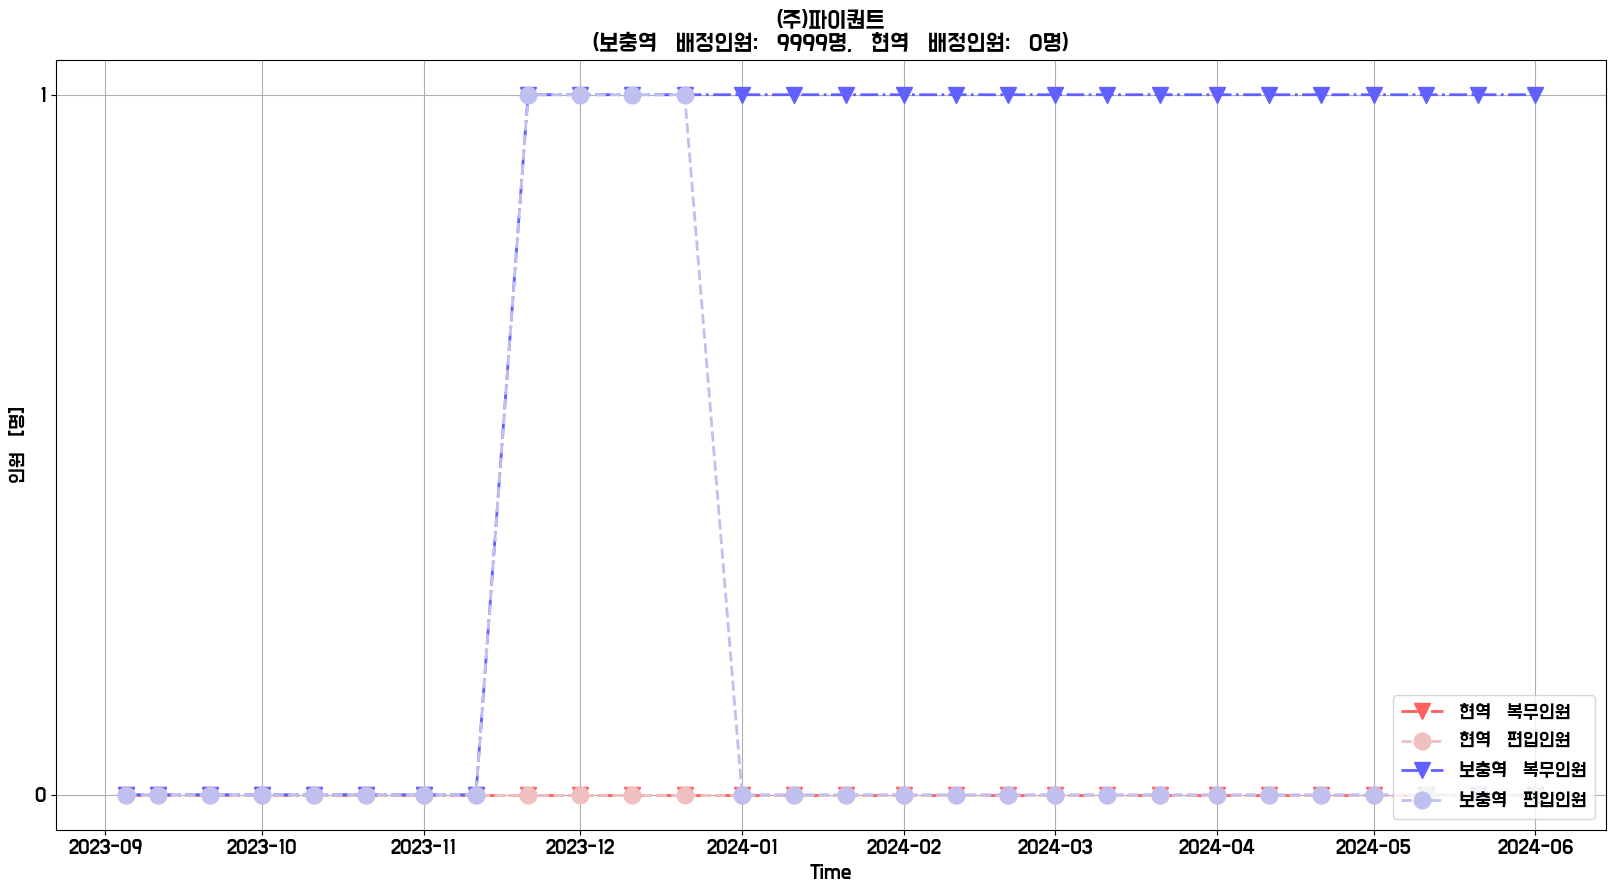 (주)파이퀀트
(보충역 배정인원: 9999명, 현역 배정인원: 0명)
1
0
인원 [명]
2023-09 2023-10 2023-11 2023-12 2024-01 2024-02 2024-03 2024-04 2024-05 2024-06
Time
현역 복무인원
현역 편입인원
보충역 복무인원
보충역 편입인원